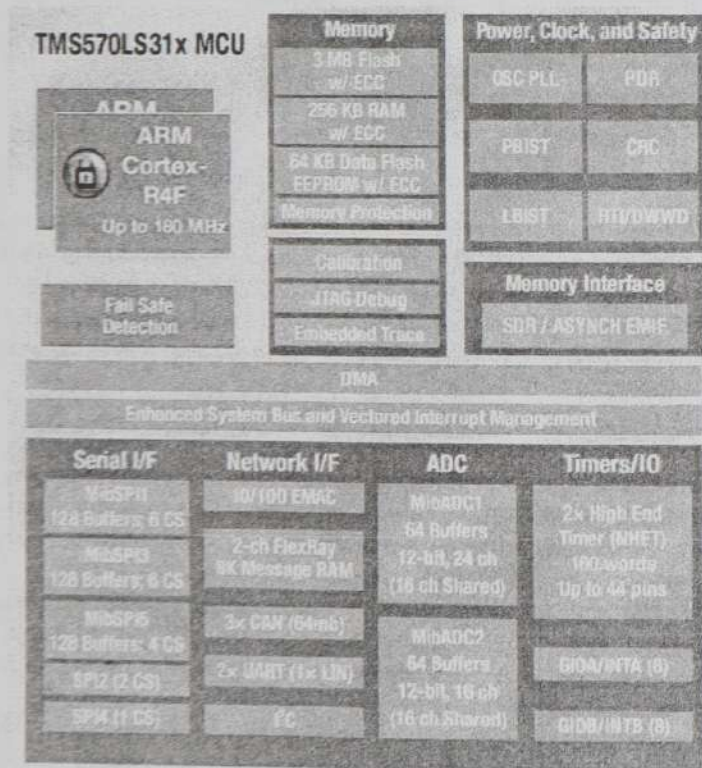 TMS570LS31x MCU
ARM
ARM
Cortex-
R4F
Up to 180 MHz
Fail Safe
Detection
Memory
3 MB Flash
w/ ECC
256 KB RAM
w/ ECC
64 KB Data Flash
EEPROM w/ ECC
Memory Protection
Calibration
JTAG Debug
Embedded Trace
Power, Clock, and Safety
OSC PLL
POR
PBIST
CRC
LBIST
RTI/DWWD
Memory Interface
SDR / ASYNCH EMIF
DMA
Enhanced System Bus and Vectored Interrupt Management
Serial I/F
MibSPI1
128 Buffers; 6 CS
MibSPI3
128 Buffers; 6 CS
MibSPI5
128 Buffers; 4 CS
SPI2 (2 CS)
SPI4 (1 CS)
Network I/F
10/100 EMAC
2-ch FlexRay
8K Message RAM
3x CAN (64mb)
2x UART (1x LIN)
I²C
ADC
MibADC1
64 Buffers
12-bit, 24 ch
(16 ch Shared)
MibADC2
64 Buffers
12-bit, 16 ch
(16 ch Shared)
Timers/IO
2x High End
Timer (NHET)
160 words
Up to 44 pins
GIOA/INTA (8)
GIOB/INTB (8)